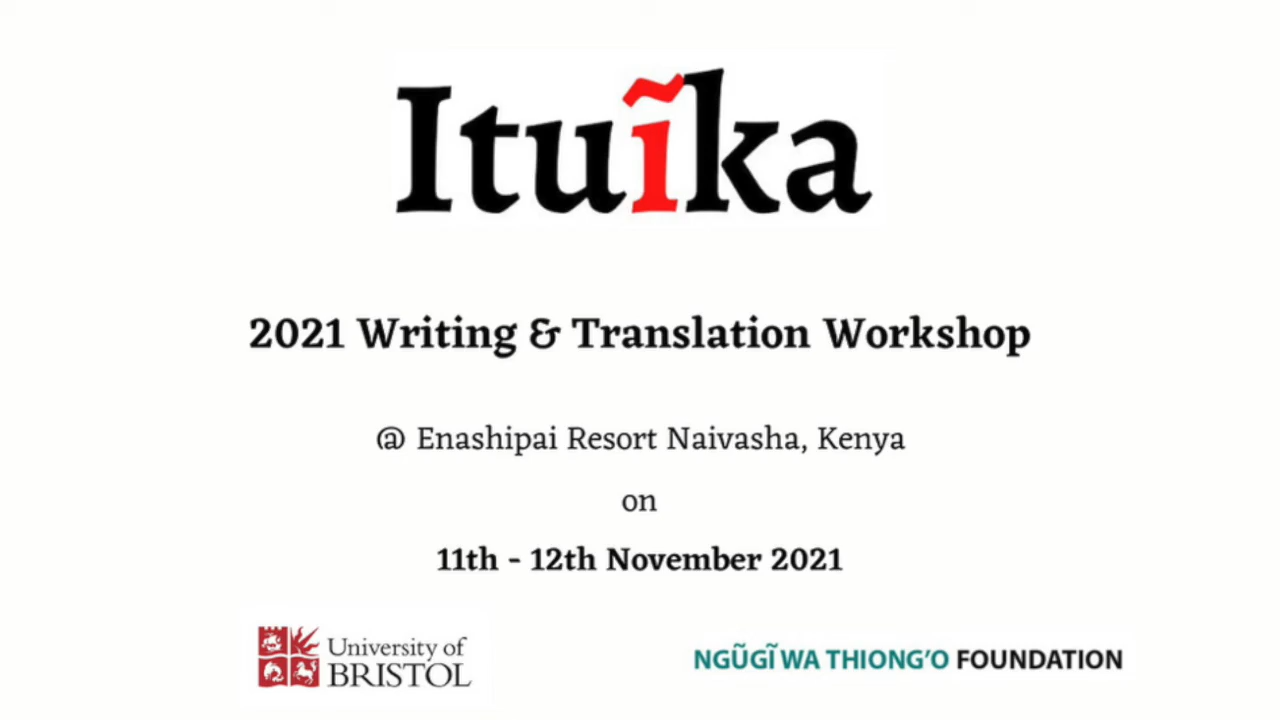 Ituĩka
2021 Writing & Translation Workshop
@ Enashipai Resort Naivasha, Kenya
on
11th - 12th November 2021
University of
BRISTOL
NGŨGĨ WA THIONG'O FOUNDATION